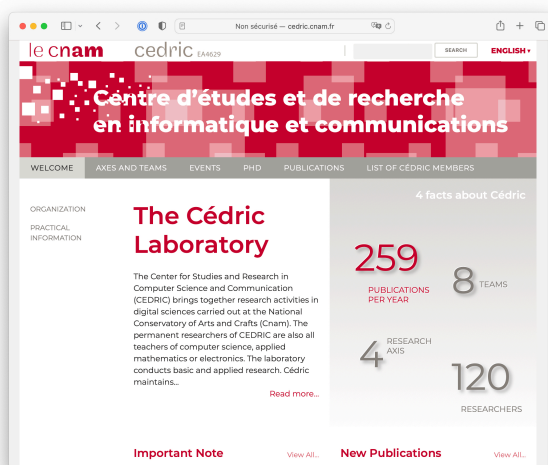 Non sécurisé — cedric.cnam.fr
le cnam cedric EA4629 SEARCH ENGLISH
Centre d'études et de recherche
en informatique et communications
WELCOME AXES AND TEAMS EVENTS PHD PUBLICATIONS LIST OF CÉDRIC MEMBERS
ORGANIZATION
PRACTICAL
INFORMATION
The Cédric
Laboratory
The Center for Studies and Research in
Computer Science and Communication
(CEDRIC) brings together research activities in
digital sciences carried out at the National
Conservatory of Arts and Crafts (Cnam). The
permanent researchers of CEDRIC are also all
teachers of computer science, applied
mathematics or electronics. The laboratory
conducts basic and applied research. Cédric
maintains...
Read more...
4 facts about Cédric
259
PUBLICATIONS
PER YEAR
8 TEAMS
4 RESEARCH
AXIS
120
RESEARCHERS
Important Note View All...
New Publications View All...